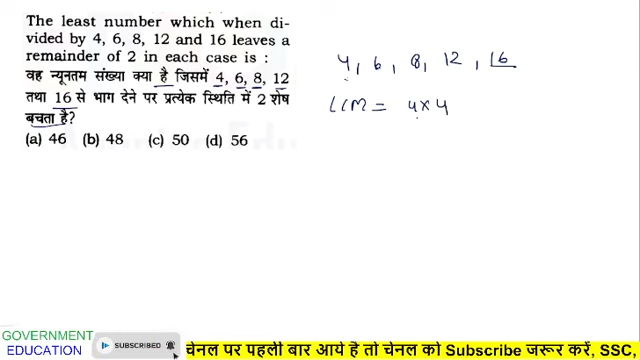 The least number which when di-
vided by 4, 6, 8, 12 and 16 leaves a
remainder of 2 in each case is :
वह न्यूनतम संख्या क्या है जिसमें 4, 6, 8, 12
तथा 16 से भाग देने पर प्रत्येक स्थिति में 2 शेष
बचता है?
(a) 46 (b) 48 (c) 50 (d) 56
4, 6, 8, 12, 16
LCM = 4×4
GOVERNMENT
EDUCATION
SUBSCRIBED
चेनल पर पहली बार आये है तो चेनल को Subscribe जरूर करें, SSC,